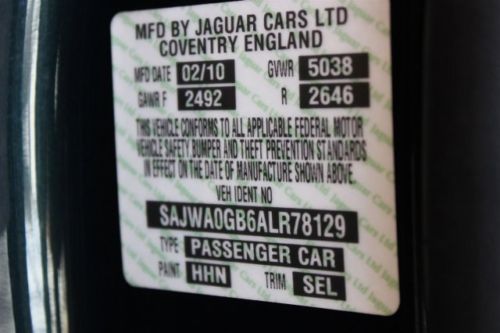 MFD BY JAGUAR CARS LTD
COVENTRY ENGLAND
MFD DATE 02/10 GVWR 5038
GAWR F 2492 R 2646
THIS VEHICLE CONFORMS TO ALL APPLICABLE FEDERAL MOTOR
VEHICLE SAFETY, BUMPER AND THEFT PREVENTION STANDARDS
IN EFFECT ON THE DATE OF MANUFACTURE SHOWN ABOVE.
VEH IDENT NO
SAJWA0GB6ALR78129
TYPE PASSENGER CAR
PAINT HHN TRIM SEL